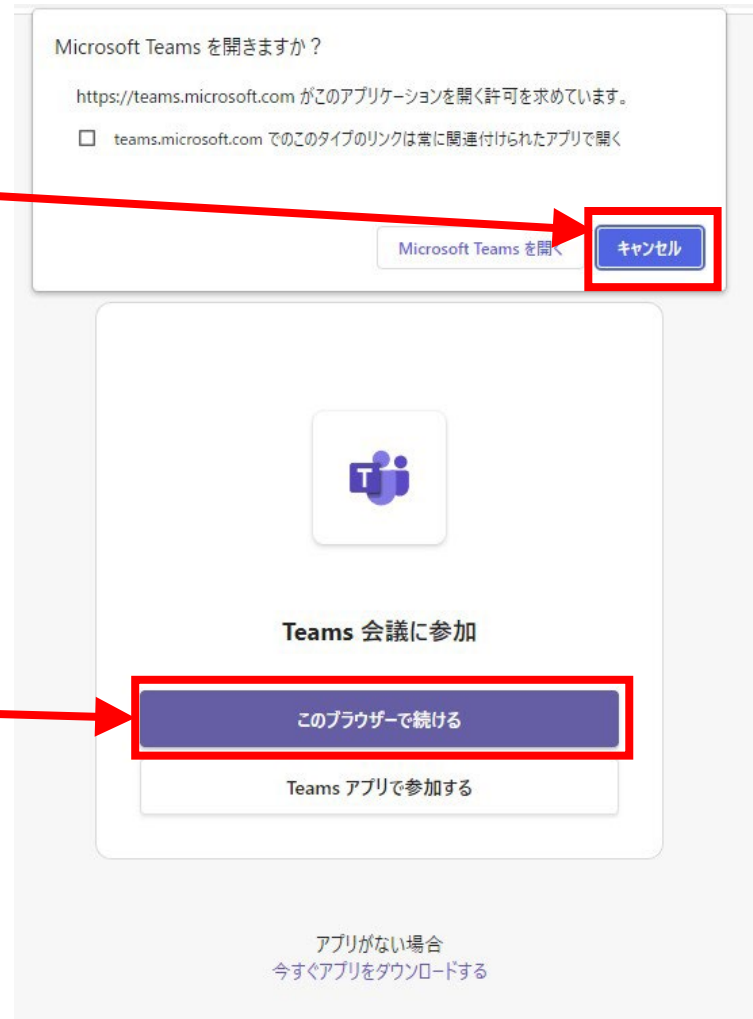 Microsoft Teams を開きますか？
https://teams.microsoft.com がこのアプリケーションを開く許可を求めています。
teams.microsoft.com でのこのタイプのリンクは常に関連付けられたアプリで開く
Microsoft Teams を開く
キャンセル
T
Teams 会議に参加
このブラウザーで続ける
Teams アプリで参加する
アプリがない場合
今すぐアプリをダウンロードする